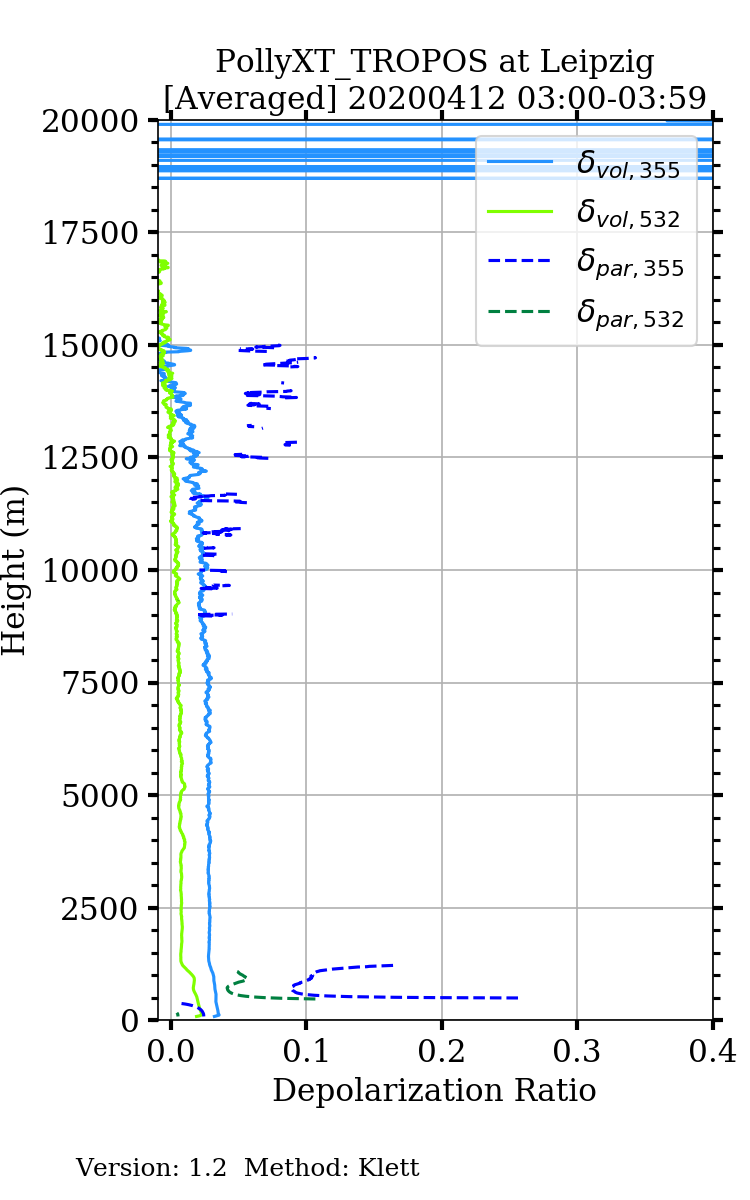 PollyXT_TROPOS at Leipzig
[Averaged] 20200412 03:00-03:59
20000
17500
15000
12500
10000
7500
5000
2500
0
Height (m)
δvol, 355
δvol, 532
δpar, 355
δpar, 532
0.0 0.1 0.2 0.3 0.4
Depolarization Ratio
Version: 1.2 Method: Klett